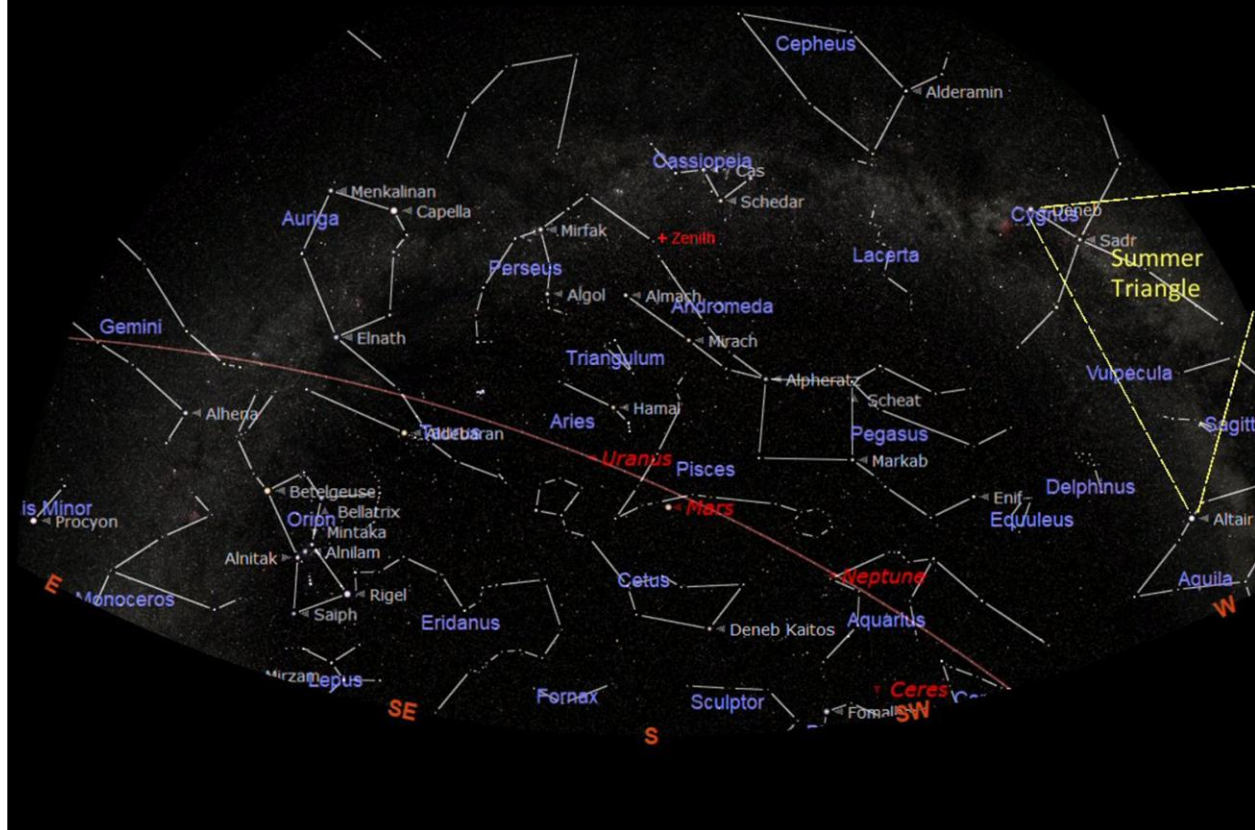 Cepheus
Alderamin
Cassiopeia
Cas
Schedar
Menkalinan
Capella
Auriga
Mirfak
Zenith
Perseus
Lacerta
Cygnus
Deneb
Sadr
Summer
Triangle
Algol
Almach
Andromeda
Gemini
Elnath
Mirach
Triangulum
Alpheratz
Vulpecula
Alhena
Hamal
Scheat
Aries
Aldebaran
Pegasus
Sagitt
Uranus
Pisces
Markab
Betelgeuse
Enif
Delphinus
is Minor
Procyon
Orion
Bellatrix
Mars
Equuleus
Altair
Mintaka
Alnitak
Alnilam
E
Monoceros
Rigel
Saiph
Cetus
Neptune
Aquila
W
Eridanus
Deneb Kaitos
Aquarius
Mirzam
Lepus
Fornax
Sculptor
Ceres
SE
S
SW